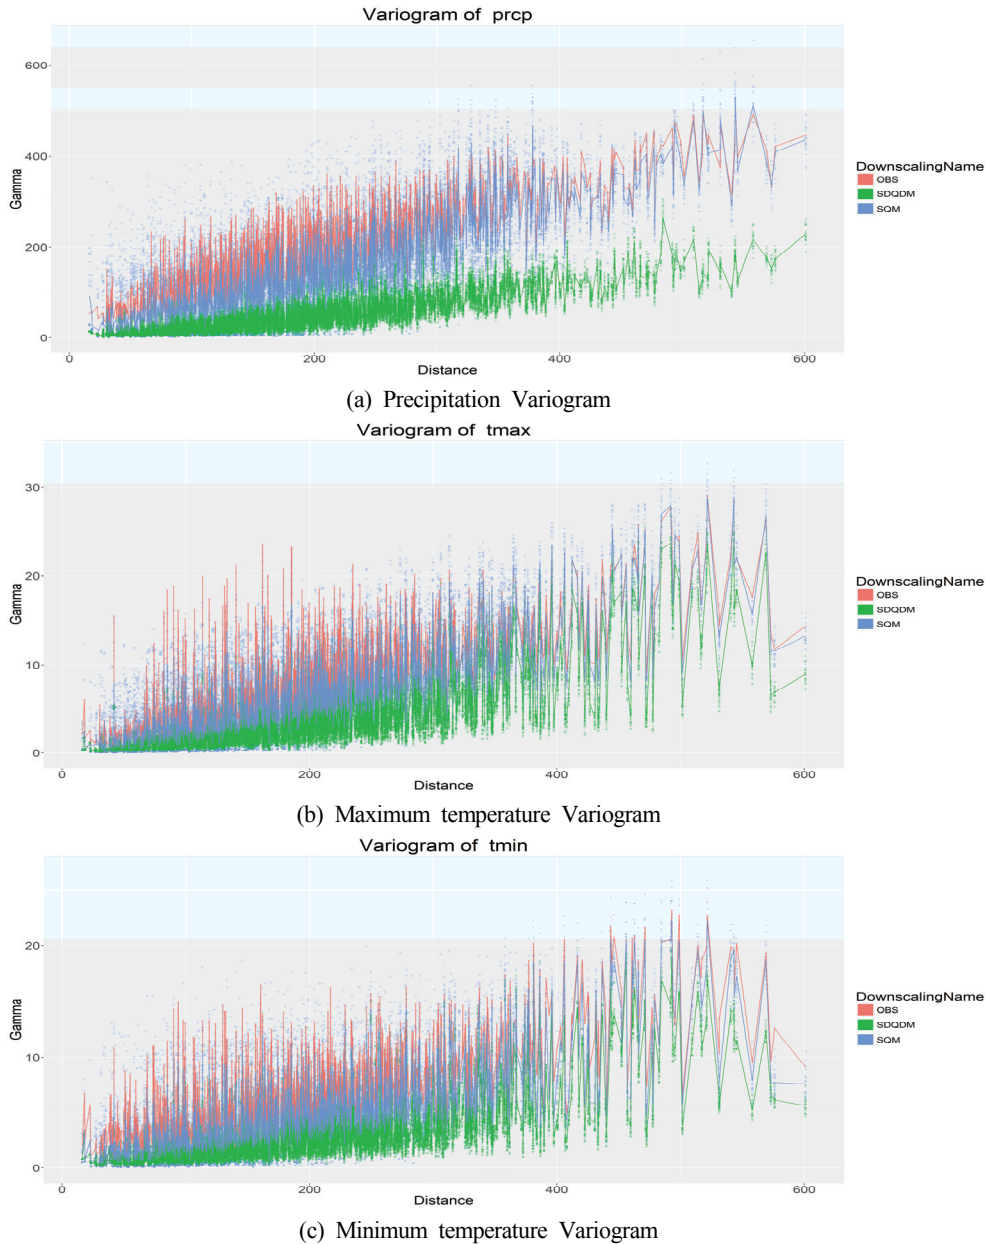 Variogram of prcp
600
400
200
0
Gamma
0 200 400 600
Distance
DownscalingName
OBS
SDQDM
SQM
(a) Precipitation Variogram
Variogram of tmax
30
20
10
0
Gamma
0 200 400 600
Distance
DownscalingName
OBS
SDQDM
SQM
(b) Maximum temperature Variogram
Variogram of tmin
20
10
0
Gamma
0 200 400 600
Distance
DownscalingName
OBS
SDQDM
SQM
(c) Minimum temperature Variogram